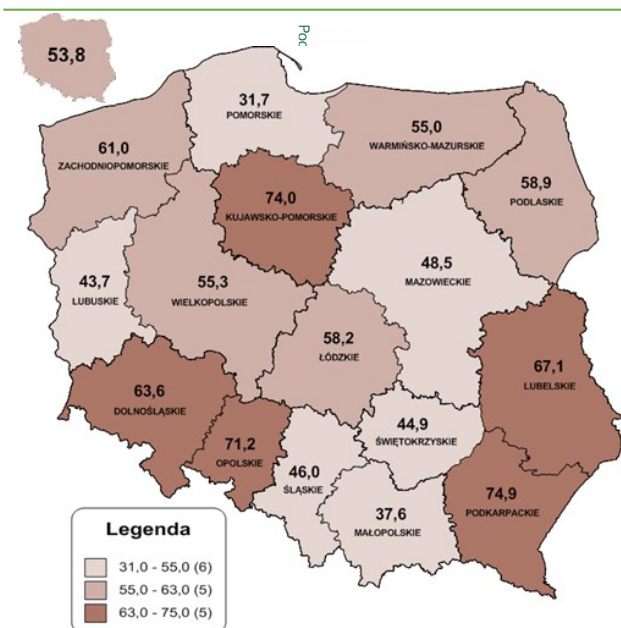 Poc
53,8
31,7
POMORSKIE
55,0
WARMIŃSKO-MAZURSKIE
61,0
ZACHODNIOPOMORSKIE
58,9
PODLASKIE
74,0
KUJAWSKO-POMORSKIE
48,5
MAZOWIECKIE
43,7
LUBUSKIE
55,3
WIELKOPOLSKIE
58,2
ŁÓDZKIE
67,1
LUBELSKIE
63,6
DOLNOŚLĄSKIE
71,2
OPOLSKIE
44,9
ŚWIĘTOKRZYSKIE
46,0
ŚLĄSKIE
37,6
MAŁOPOLSKIE
74,9
PODKARPACKIE
Legenda
31,0 - 55,0 (6)
55,0 - 63,0 (5)
63,0 - 75,0 (5)